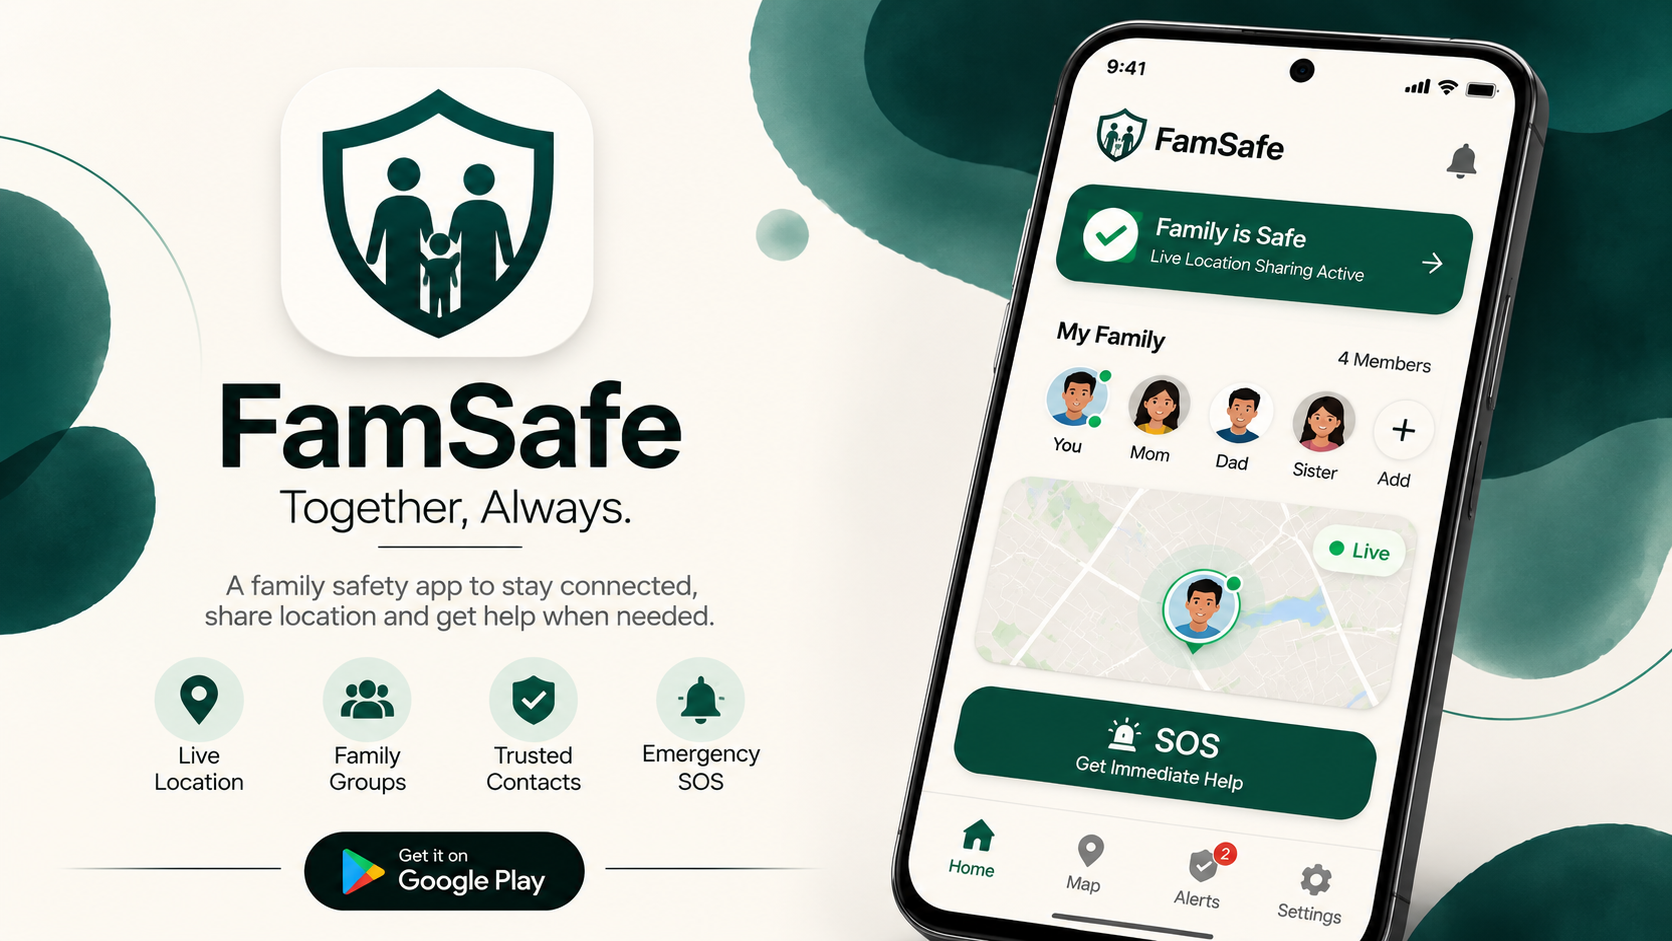 FamSafe
Together, Always.
A family safety app to stay connected,
share location and get help when needed.
Live
Location
Family
Groups
Trusted
Contacts
Emergency
SOS
Get it on
Google Play
9:41
FamSafe
Family is Safe
Live Location Sharing Active
My Family
4 Members
You
Mom
Dad
Sister
Add
Live
SOS
Get Immediate Help
Home
Map
2
Alerts
Settings